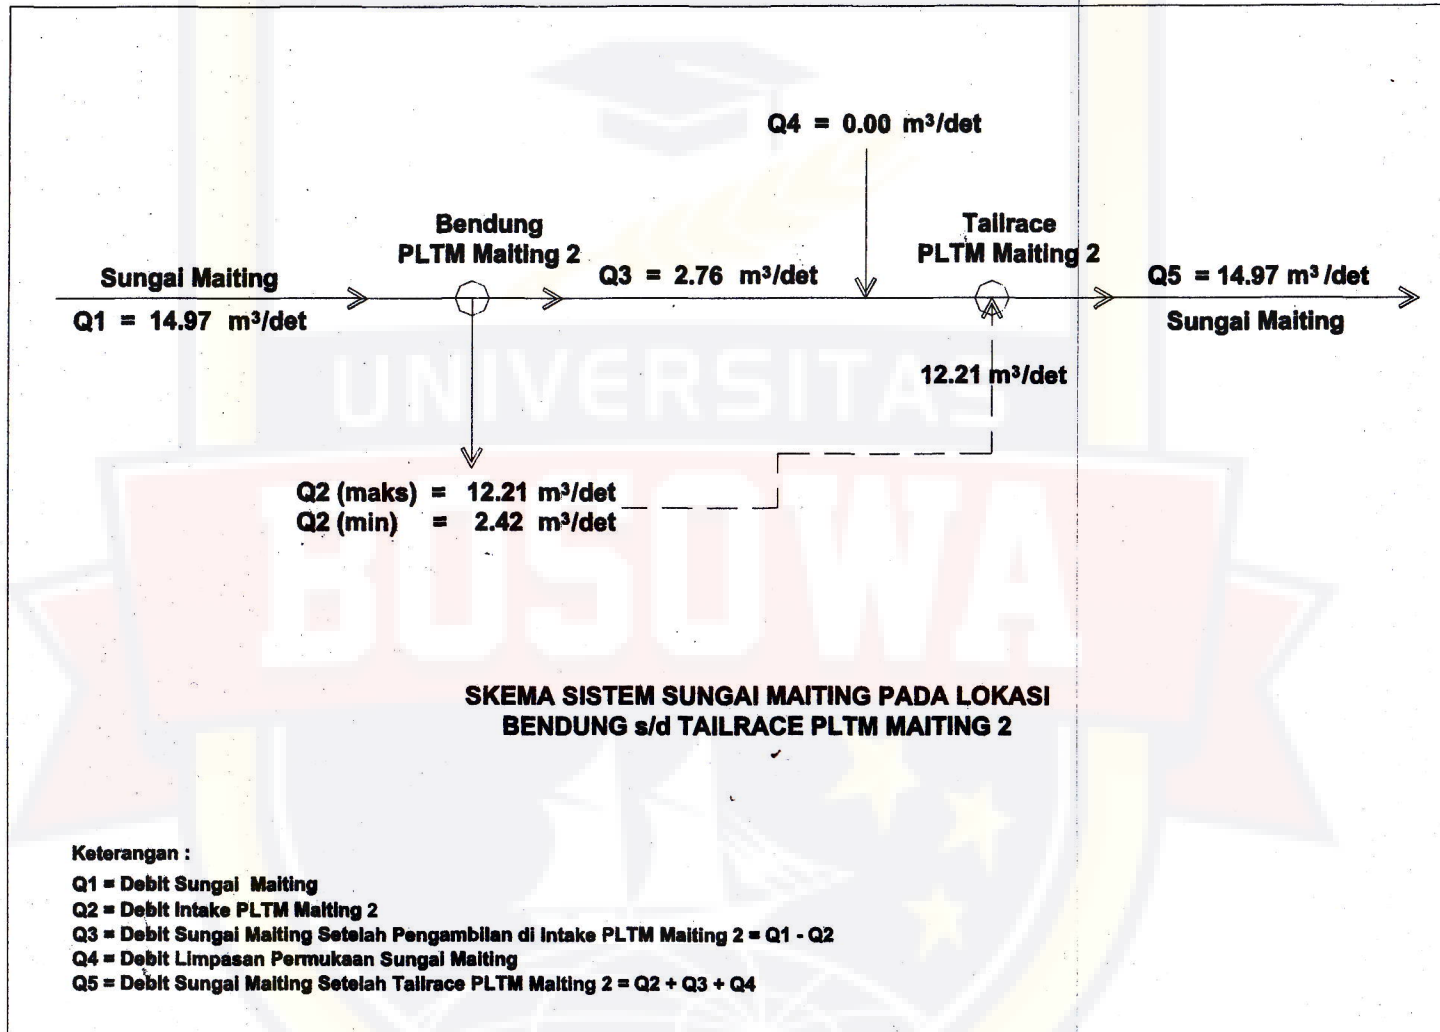 Q4 = 0.00 m³/det
Bendung
PLTM Maiting 2
Tailrace
PLTM Maiting 2
Sungai Maiting
Q3 = 2.76 m³/det
Q5 = 14.97 m³/det
Q1 = 14.97 m³/det
Sungai Maiting
12.21 m³/det
UNIVERSITAS
Q2 (maks) = 12.21 m³/det
Q2 (min) = 2.42 m³/det
BOSOWA
SKEMA SISTEM SUNGAI MAITING PADA LOKASI
BENDUNG s/d TAILRACE PLTM MAITING 2
Keterangan :
Q1 = Debit Sungai Maiting
Q2 = Debit Intake PLTM Maiting 2
Q3 = Debit Sungai Maiting Setelah Pengambilan di Intake PLTM Maiting 2 = Q1 - Q2
Q4 = Debit Limpasan Permukaan Sungai Maiting
Q5 = Debit Sungai Maiting Setelah Tailrace PLTM Maiting 2 = Q2 + Q3 + Q4